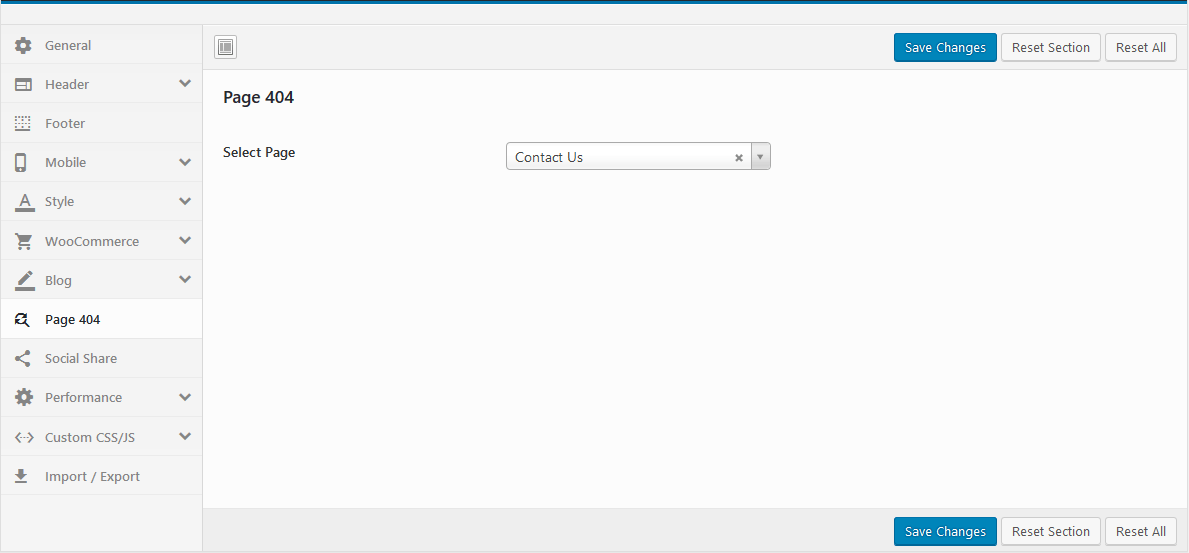 General
Header
Footer
Mobile
Style
WooCommerce
Blog
Page 404
Social Share
Performance
Custom CSS/JS
Import / Export
Save Changes Reset Section Reset All
Page 404
Select Page Contact Us
Save Changes Reset Section Reset All